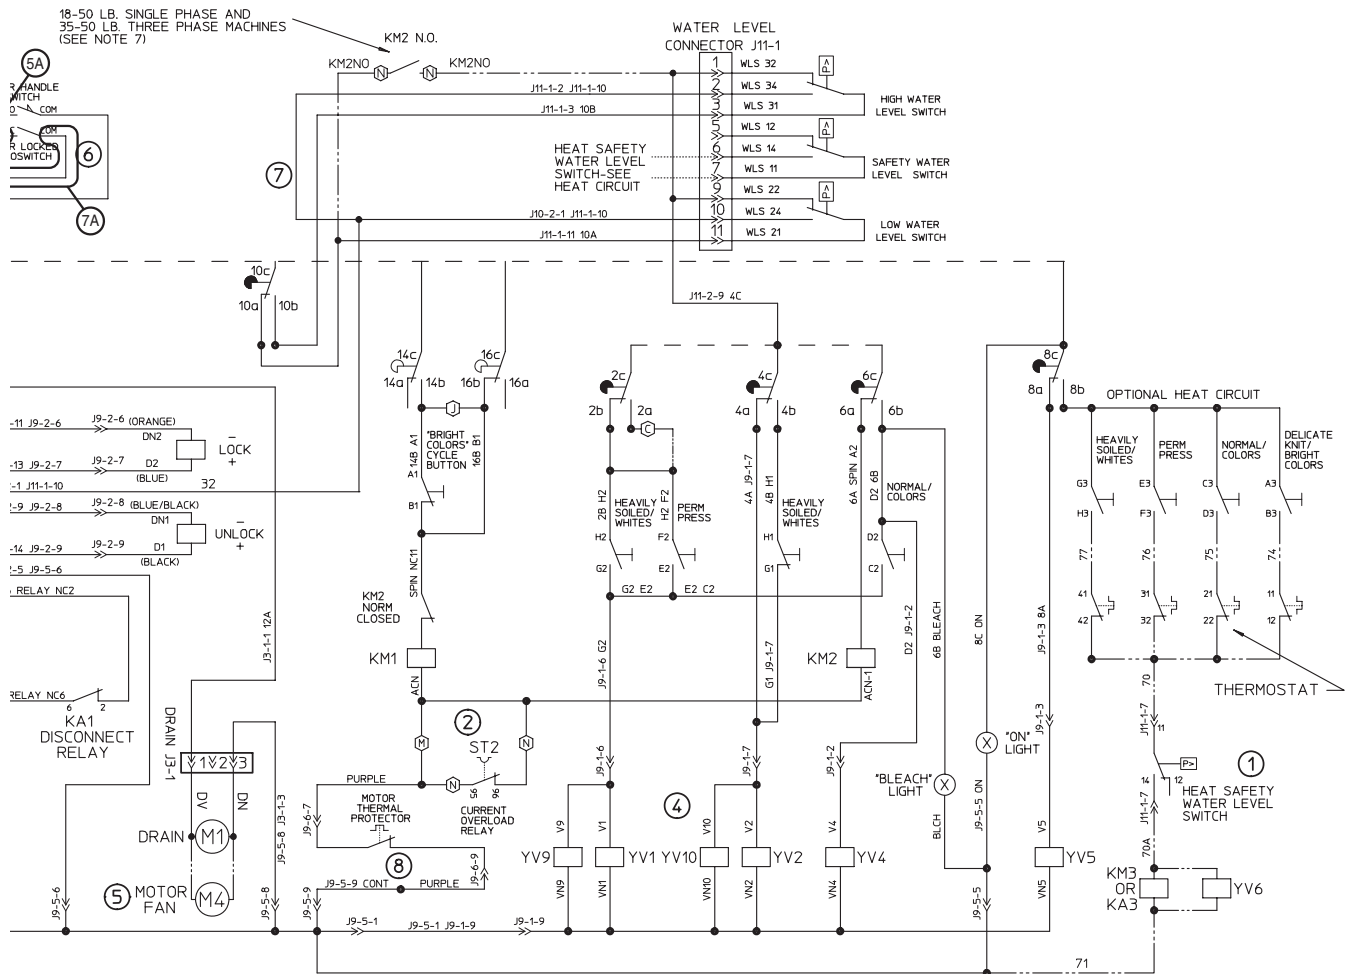 18-50 LB. SINGLE PHASE AND
35-50 LB. THREE PHASE MACHINES
(SEE NOTE 7)
KM2 N.O.
KM2NO
N
N
KM2NO
WATER LEVEL
CONNECTOR J11-1
1
WLS 32
P>
J11-1-2 J11-1-10
2
WLS 34
J11-1-3 10B
3
WLS 31
HIGH WATER
LEVEL SWITCH
5
WLS 12
P>
6
WLS 14
7
WLS 11
SAFETY WATER
LEVEL SWITCH
HEAT SAFETY
WATER LEVEL
SWITCH-SEE
HEAT CIRCUIT
9
WLS 22
P>
J10-2-1 J11-1-10
10
WLS 24
J11-1-11 10A
11
WLS 21
LOW WATER
LEVEL SWITCH
5A
R HANDLE
WITCH
COM
C
COM
R LOCKED
OSWITCH
6
7A
7
10c
10a
10b
J11-2-9 4C
14c
14a
14b
16c
16b
16a
2c
2b
2a
4c
4a
4b
6c
6a
6b
8c
8a
8b
J
C
OPTIONAL HEAT CIRCUIT
-11 J9-2-6
J9-2-6 (ORANGE)
DN2
LOCK
-
+
-13 J9-2-7
J9-2-7
D2
(BLUE)
-1 J11-1-10
32
-9 J9-2-8
J9-2-8 (BLUE/BLACK)
DN1
UNLOCK
-
+
-14 J9-2-9
J9-2-9
D1
(BLACK)
-5 J9-5-6
RELAY NC2
RELAY NC6
6
2
KA1
DISCONNECT
RELAY
J3-1-1 12A
A1 14B A1
"BRIGHT
COLORS"
CYCLE
BUTTON
16B B1
A1
B1
SPIN NC11
KM2
NORM
CLOSED
KM1
ACN
2B H2
HEAVILY
SOILED/
WHITES
H2 F2
PERM
PRESS
H2
G2
F2
E2
G2 E2
E2 C2
4A J9-1-7
4B H1
HEAVILY
SOILED/
WHITES
H1
G1
6A SPIN A2
D2 6B
NORMAL/
COLORS
D2
C2
J9-1-6 G2
G1 J9-1-7
KM2
ACN-1
D2 J9-1-2
6B BLEACH
8C ON
J9-1-3 8A
HEAVILY
SOILED/
WHITES
PERM
PRESS
NORMAL/
COLORS
DELICATE
KNIT/
BRIGHT
COLORS
G3
E3
C3
A3
H3
F3
D3
B3
77
76
75
74
41
31
21
11
42
32
22
12
THERMOSTAT
70
J11-1-7
11
P>
14
12
1
HEAT SAFETY
WATER LEVEL
SWITCH
J11-1-7
70A
KM3
OR
KA3
YV6
71
DRAIN J3-1
1
2
3
DV
DN
DRAIN
M1
5
MOTOR
FAN
M4
J9-5-6
J9-5-8 J3-1-3
J9-5-8
2
M
ST2
N
N
95
96
PURPLE
MOTOR
THERMAL
PROTECTOR
CURRENT
OVERLOAD
RELAY
J9-6-7
8
J9-6-9
J9-5-9 CONT
PURPLE
J9-5-9
J9-5-1
J9-5-1 J9-1-9
J9-1-9
J9-1-6
J9-1-7
J9-1-2
J9-1-3
4
V9
V1
V10
V2
V4
V5
YV9
YV1
YV10
YV2
YV4
YV5
VN9
VN1
VN10
VN2
VN4
VN5
"BLEACH"
LIGHT
X
BLCH
X
"ON"
LIGHT
J9-5-5 ON
J9-5-5